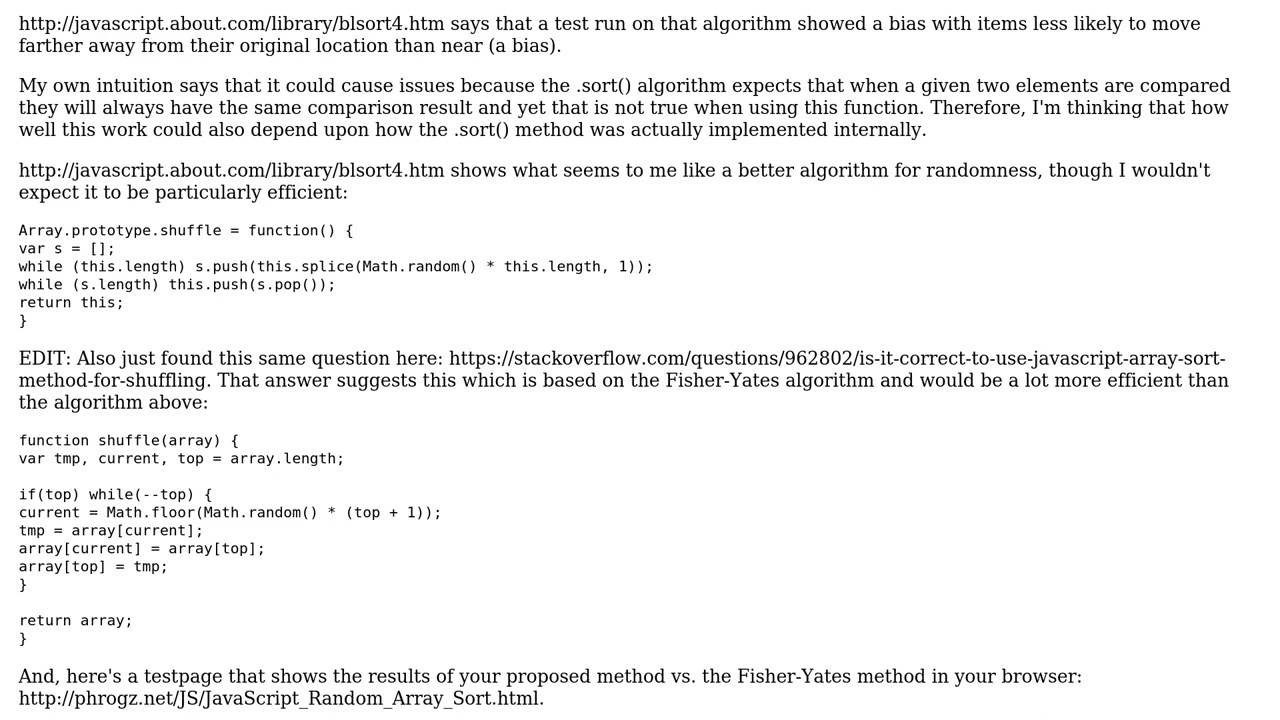 http://javascript.about.com/library/blsort4.htm says that a test run on that algorithm showed a bias with items less likely to move
farther away from their original location than near (a bias).
My own intuition says that it could cause issues because the .sort() algorithm expects that when a given two elements are compared
they will always have the same comparison result and yet that is not true when using this function. Therefore, I'm thinking that how
well this work could also depend upon how the .sort() method was actually implemented internally.
http://javascript.about.com/library/blsort4.htm shows what seems to me like a better algorithm for randomness, though I wouldn't
expect it to be particularly efficient:
Array.prototype.shuffle = function() {
var s = [];
while (this.length) s.push(this.splice(Math.random() * this.length, 1));
while (s.length) this.push(s.pop());
return this;
}
EDIT: Also just found this same question here: https://stackoverflow.com/questions/962802/is-it-correct-to-use-javascript-array-sort-
method-for-shuffling. That answer suggests this which is based on the Fisher-Yates algorithm and would be a lot more efficient than
the algorithm above:
function shuffle(array) {
var tmp, current, top = array.length;
if(top) while(--top) {
current = Math.floor(Math.random() * (top + 1));
tmp = array[current];
array[current] = array[top];
array[top] = tmp;
}
return array;
}
And, here's a testpage that shows the results of your proposed method vs. the Fisher-Yates method in your browser:
http://phrogz.net/JS/JavaScript_Random_Array_Sort.html.